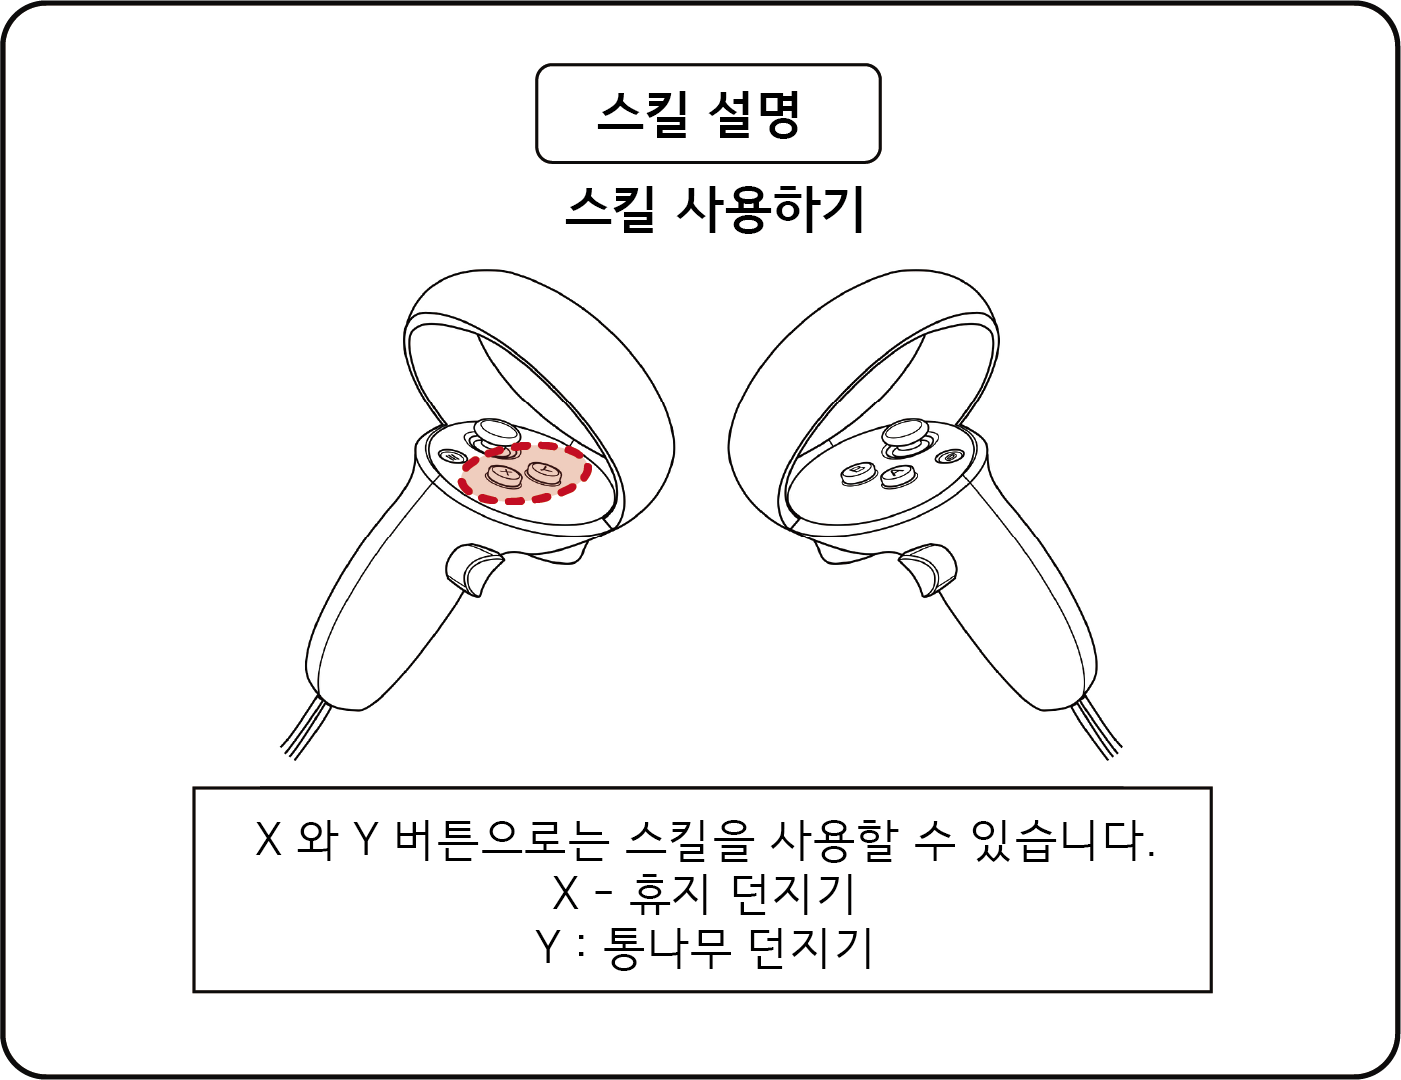 스킬 설명
스킬 사용하기
X Y
B A
X 와 Y 버튼으로는 스킬을 사용할 수 있습니다.
X - 휴지 던지기
Y : 통나무 던지기